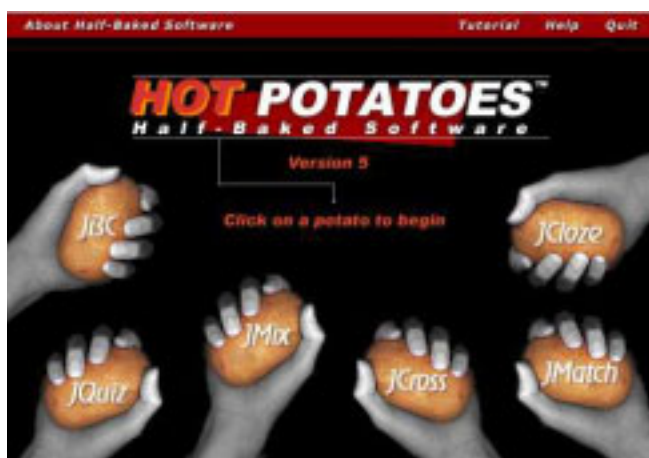 About Half-Baked Software Tutorial Help Quit
HOT POTATOES™
Half-Baked Software
Version 5
Click on a potato to begin
JBC
JCloze
JMix
JQuiz
JCross
JMatch